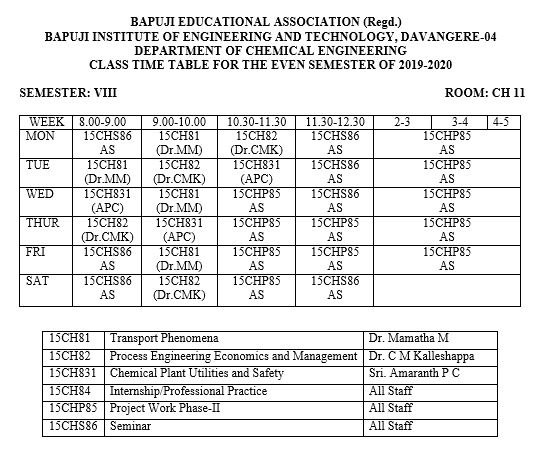 BAPUJI EDUCATIONAL ASSOCIATION (Regd.)
BAPUJI INSTITUTE OF ENGINEERING AND TECHNOLOGY, DAVANGERE-04
DEPARTMENT OF CHEMICAL ENGINEERING
CLASS TIME TABLE FOR THE EVEN SEMESTER OF 2019-2020
SEMESTER: VIII ROOM: CH 11
WEEK 8.00-9.00 9.00-10.00 10.30-11.30 11.30-12.30 2-3 3-4 4-5
MON 15CHS86 15CH81 15CH82 15CHS86 15CHP85
AS (Dr.MM) (Dr.CMK) AS AS
TUE 15CH81 15CH82 15CH831 15CHS86 15CHP85
(Dr.MM) (Dr.CMK) (APC) AS AS
WED 15CH831 15CH81 15CHP85 15CHS86 15CHP85
(APC) (Dr.MM) AS AS AS
THUR 15CH82 15CH831 15CHP85 15CHP85 15CHP85
(Dr.CMK) (APC) AS AS AS
FRI 15CHS86 15CH81 15CHP85 15CHP85 15CHP85
AS (Dr.MM) AS AS AS
SAT 15CHS86 15CH82 15CHP85 15CHS86
AS (Dr.CMK) AS AS
15CH81 Transport Phenomena Dr. Mamatha M
15CH82 Process Engineering Economics and Management Dr. C M Kalleshappa
15CH831 Chemical Plant Utilities and Safety Sri. Amaranth P C
15CH84 Internship/Professional Practice All Staff
15CHP85 Project Work Phase-II All Staff
15CHS86 Seminar All Staff